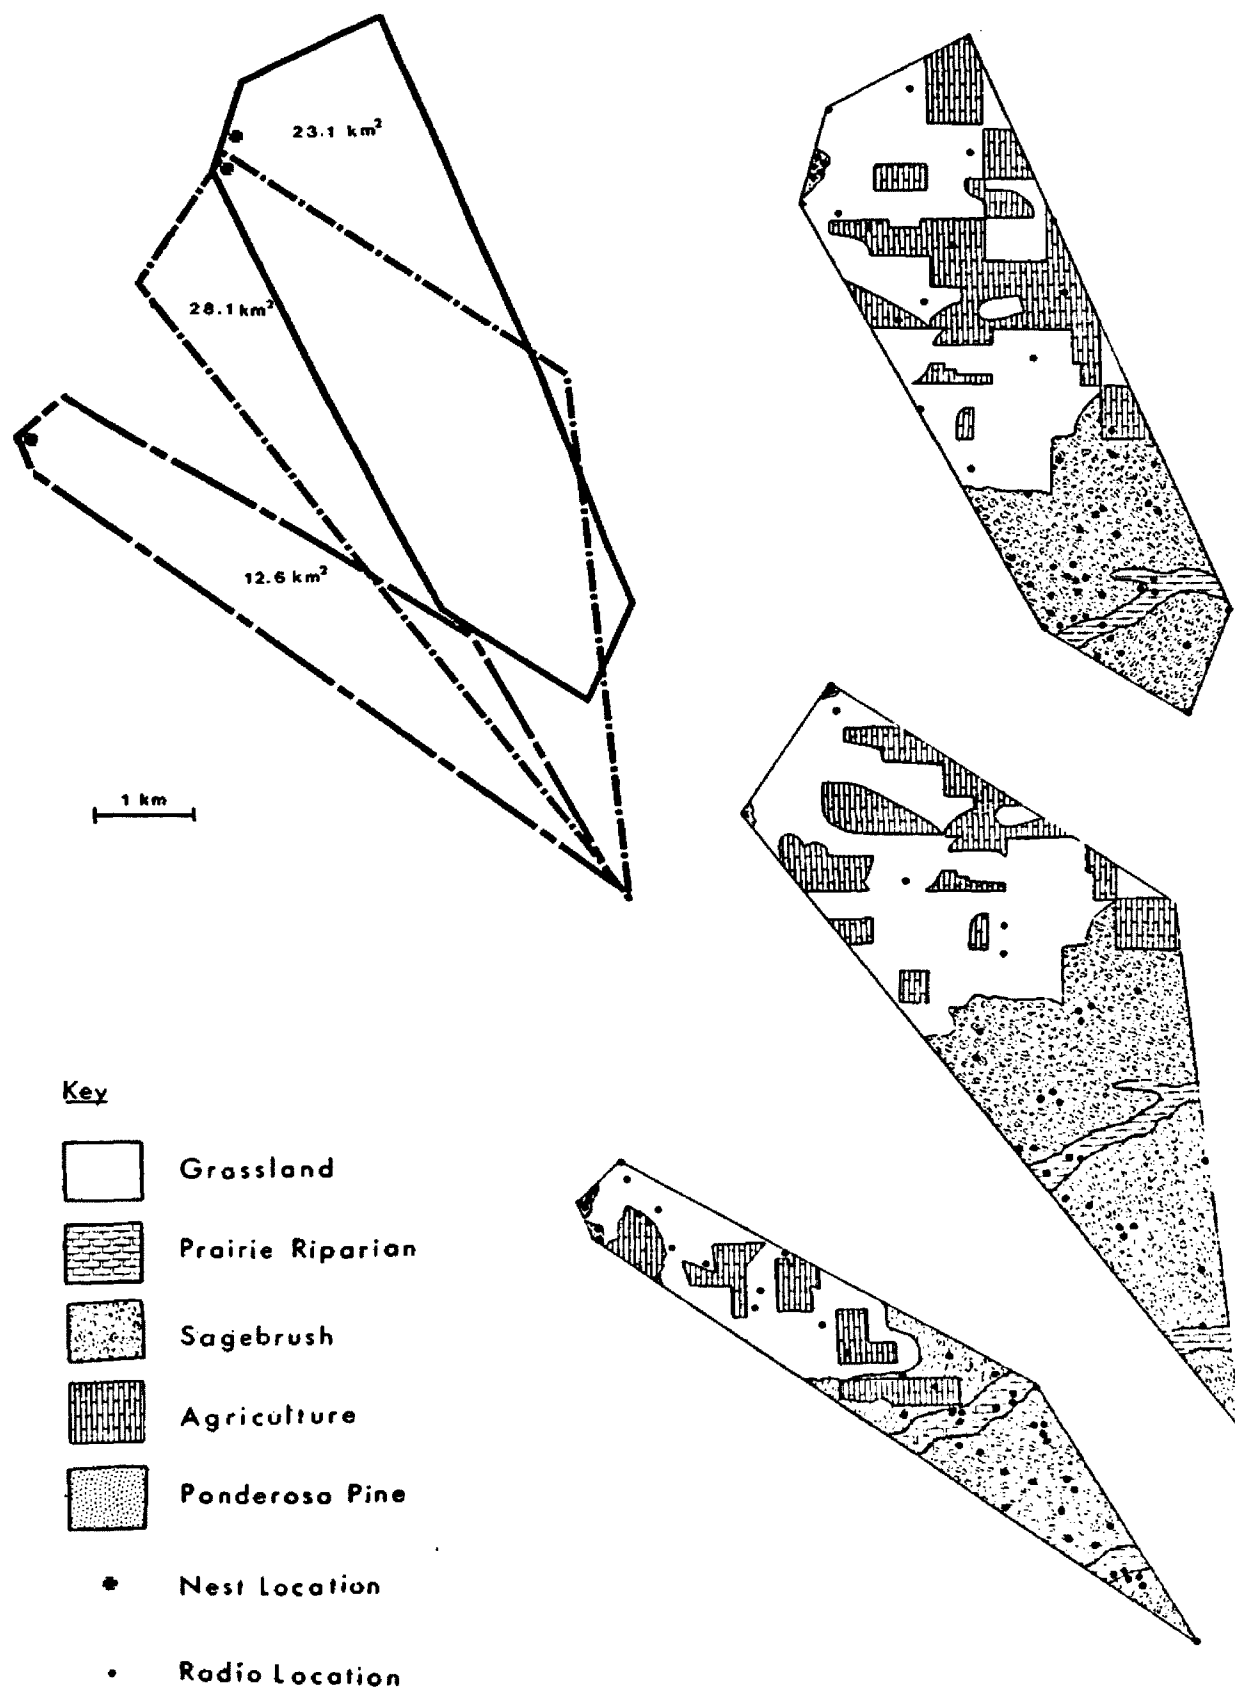 23.1 km²
28.1 km²
12.6 km²
1 km
Key
Grassland
Prairie Riparian
Sagebrush
Agriculture
Ponderosa Pine
Nest Location
Radio Location